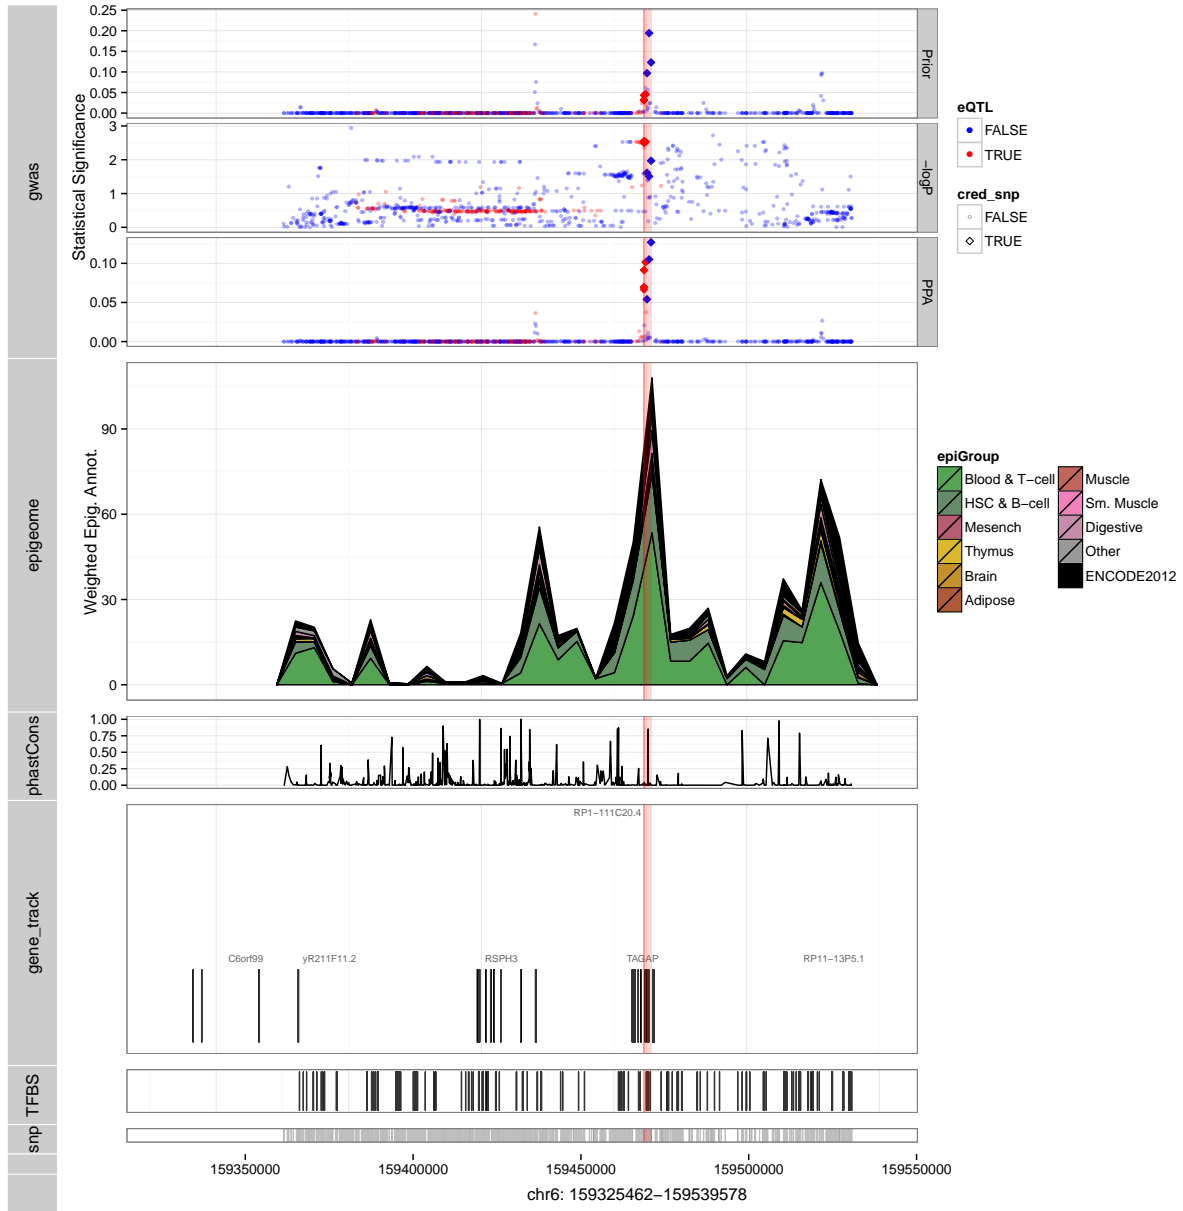 gwas
Statistical Significance
0.25
0.20
0.15
0.10
0.05
0.00
Prior
3
2
1
0
−logP
0.10
0.05
0.00
PPA
eQTL
FALSE
TRUE
cred_snp
FALSE
TRUE
epigeome
Weighted Epig. Annot.
90
60
30
0
epiGroup
Blood & T−cell
HSC & B−cell
Mesench
Thymus
Brain
Adipose
Muscle
Sm. Muscle
Digestive
Other
ENCODE2012
phastCons
1.00
0.75
0.50
0.25
0.00
gene_track
RP1−111C20.4
C6orf99
yR211F11.2
RSPH3
TAGAP
RP11−13P5.1
TFBS
snp
159350000
159400000
159450000
159500000
159550000
chr6: 159325462−159539578